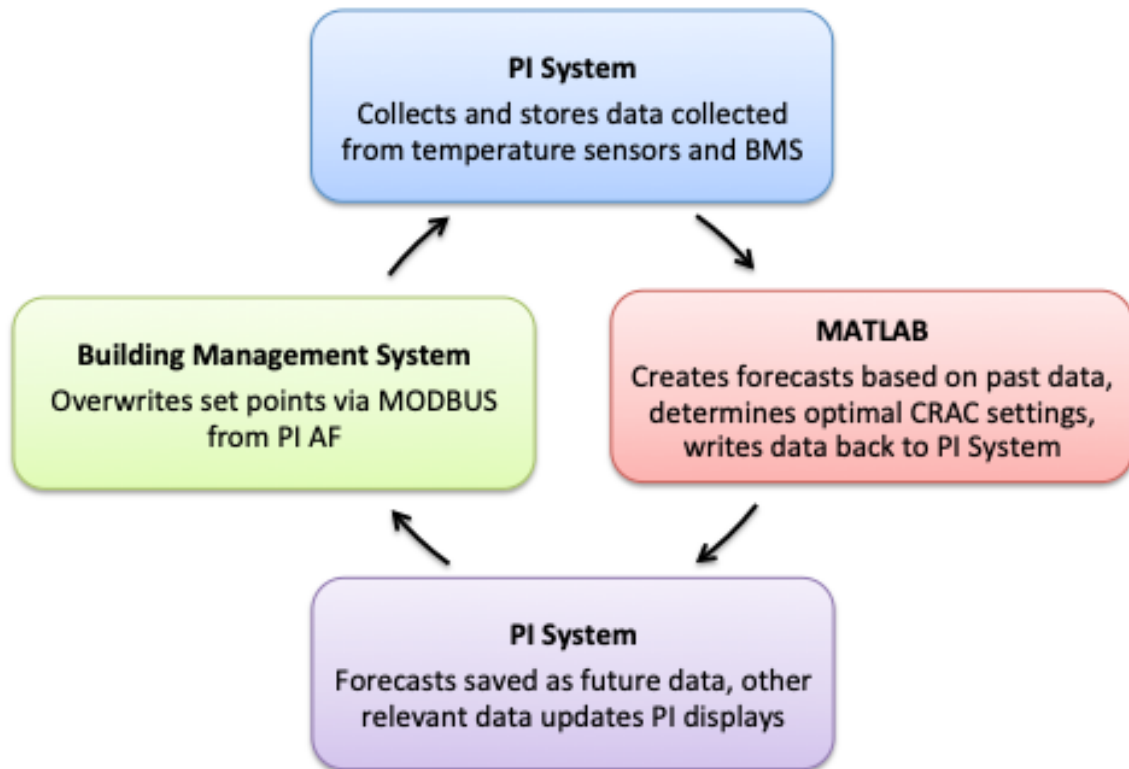 PI System
Collects and stores data collected
from temperature sensors and BMS
Building Management System
Overwrites set points via MODBUS
from PI AF
MATLAB
Creates forecasts based on past data,
determines optimal CRAC settings,
writes data back to PI System
PI System
Forecasts saved as future data, other
relevant data updates PI displays